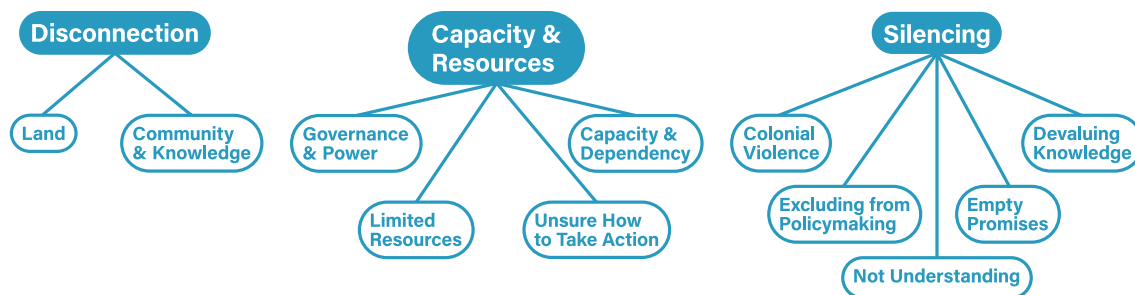 Disconnection
Land
Community
& Knowledge
Capacity &
Resources
Governance
& Power
Capacity &
Dependency
Limited
Resources
Unsure How
to Take Action
Silencing
Colonial
Violence
Devaluing
Knowledge
Excluding from
Policymaking
Empty
Promises
Not Understanding